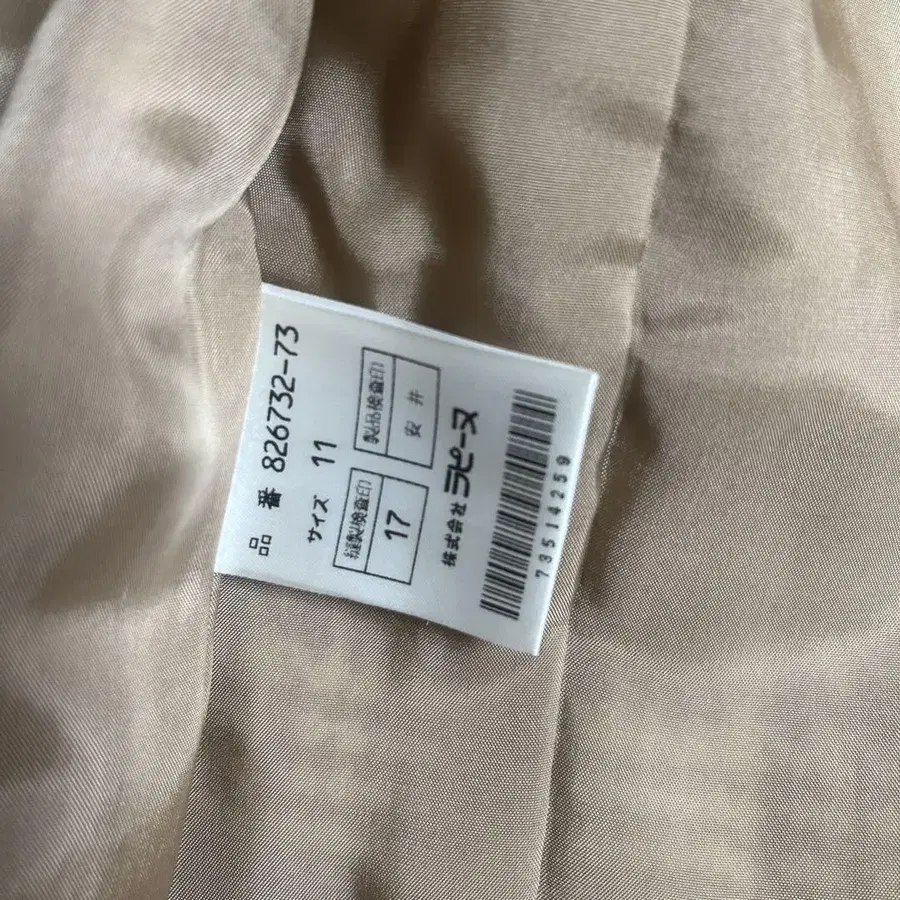 品番 826732-73
サイズ 11
縫製検査印 17
製品検査印 安井
株式会社 ラピーヌ
73514259